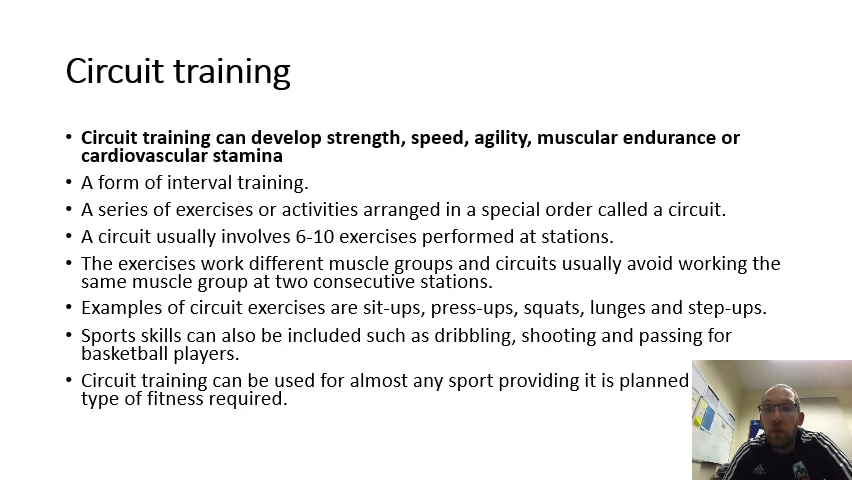 Circuit training
• Circuit training can develop strength, speed, agility, muscular endurance or
cardiovascular stamina
• A form of interval training.
• A series of exercises or activities arranged in a special order called a circuit.
• A circuit usually involves 6-10 exercises performed at stations.
• The exercises work different muscle groups and circuits usually avoid working the
same muscle group at two consecutive stations.
• Examples of circuit exercises are sit-ups, press-ups, squats, lunges and step-ups.
• Sports skills can also be included such as dribbling, shooting and passing for
basketball players.
• Circuit training can be used for almost any sport providing it is planned
type of fitness required.